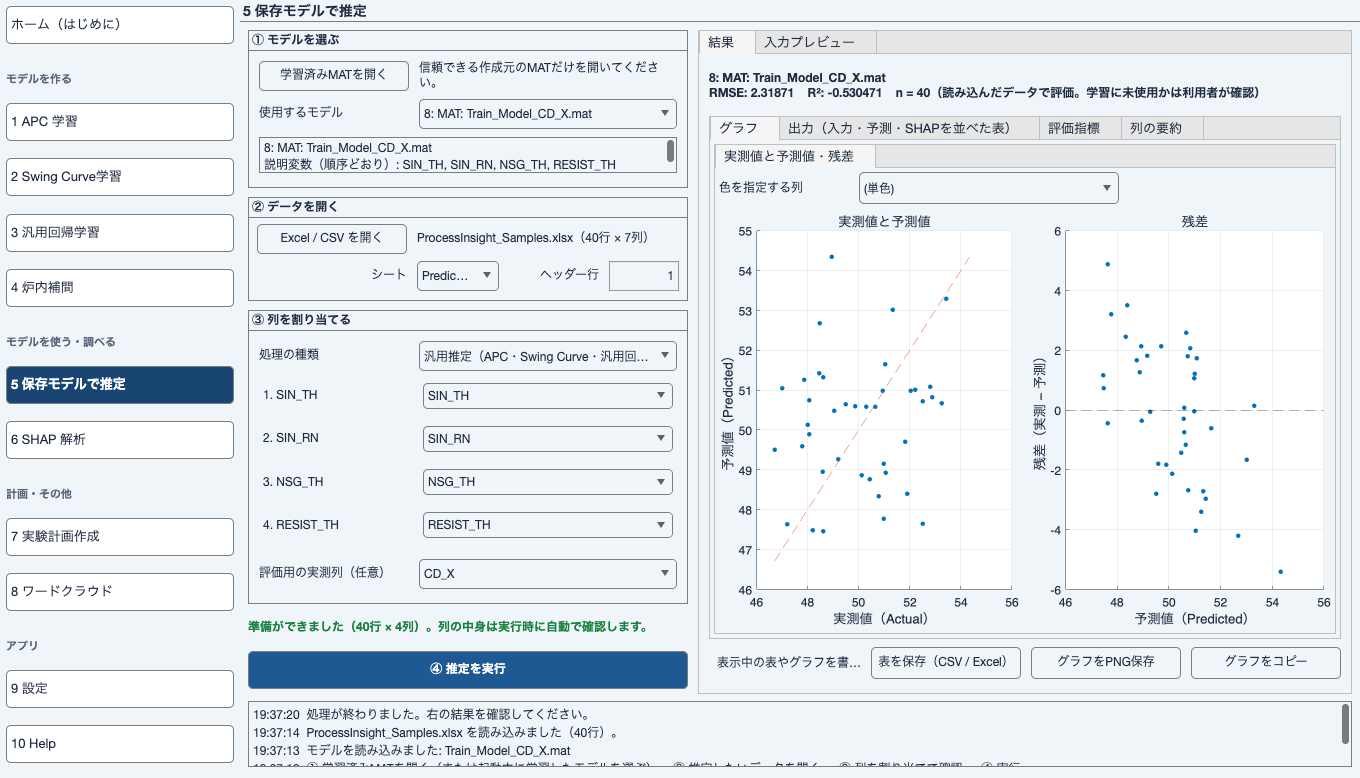 ホーム（はじめに）
モデルを作る
1 APC 学習
2 Swing Curve学習
3 汎用回帰学習
4 炉内補間
モデルを使う・調べる
5 保存モデルで推定
6 SHAP 解析
計画・その他
7 実験計画作成
8 ワードクラウド
アプリ
9 設定
10 Help
5 保存モデルで推定
① モデルを選ぶ
学習済みMATを開く
信頼できる作成元のMATだけを開いてくださ
い。
使用するモデル
8: MAT: Train_Model_CD_X.mat
8: MAT: Train_Model_CD_X.mat
説明変数（順序どおり）: SIN_TH, SIN_RN, NSG_TH, RESIST_TH
② データを開く
Excel / CSV を開く
ProcessInsight_Samples.xlsx（40行 × 7列）
シート
Predic...
ヘッダー行
1
③ 列を割り当てる
処理の種類
汎用推定（APC・Swing Curve・汎用回...
1. SIN_TH
SIN_TH
2. SIN_RN
SIN_RN
3. NSG_TH
NSG_TH
4. RESIST_TH
RESIST_TH
評価用の実測列（任意）
CD_X
準備ができました（40行 × 4列）。列の中身は実行時に自動で確認します。
④ 推定を実行
結果
入力プレビュー
8: MAT: Train_Model_CD_X.mat
RMSE: 2.31871 R²: -0.530471 n = 40（読み込んだデータで評価。学習に未使用かは利用者が確認）
グラフ
出力（入力・予測・SHAPを並べた表）
評価指標
列の要約
実測値と予測値・残差
色を指定する列
(単色)
実測値と予測値
55
54
53
52
51
50
49
48
47
46
46
48
50
52
54
56
予測値（Predicted）
実測値（Actual）
残差
6
4
2
0
-2
-4
-6
46
48
50
52
54
56
残差（実測 − 予測）
予測値（Predicted）
表示中の表やグラフを書...
表を保存（CSV / Excel）
グラフをPNG保存
グラフをコピー
19:37:20 処理が終わりました。右の結果を確認してください。
19:37:14 ProcessInsight_Samples.xlsx を読み込みました（40行）。
19:37:13 モデルを読み込みました: Train_Model_CD_X.mat